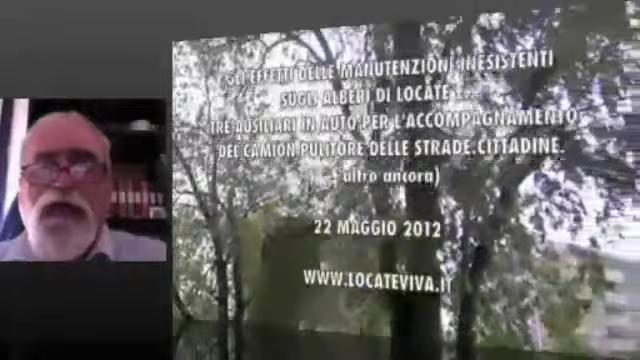 GLI EFFETTI DELLE MANUTENZIONI INESISTENTI
SUGLI ALBERI DI LOCATE ....
TRE AUSILIARI IN AUTO PER L'ACCOMPAGNAMENTO
DEL CAMION PULITORE DELLE STRADE CITTADINE.
altro ancora)
22 MAGGIO 2012
WWW.LOCATEVIVA.IT